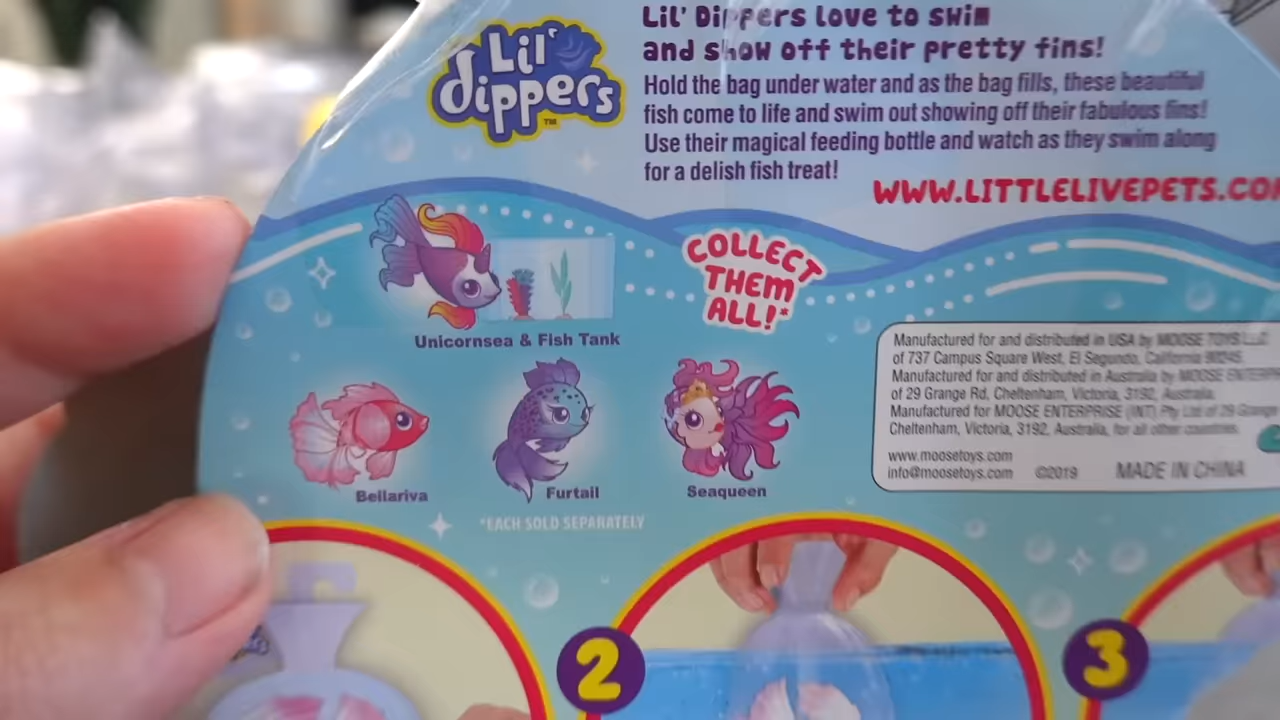 Lil' dippers™
Lil' Dippers love to swim
and show off their pretty fins!
Hold the bag under water and as the bag fills, these beautiful
fish come to life and swim out showing off their fabulous fins!
Use their magical feeding bottle and watch as they swim along
for a delish fish treat!
WWW.LITTLELIVEPETS.CO
COLLECT
THEM
ALL!*
Unicornsea & Fish Tank
Bellariva
Furtail
Seaqueen
*EACH SOLD SEPARATELY
Manufactured for and distributed in USA by MOOSE TOYS LLC
of 737 Campus Square West, El Segundo, California 90245.
Manufactured for and distributed in Australia by MOOSE ENTERPR
of 29 Grange Rd, Cheltenham, Victoria, 3192, Australia.
Manufactured for MOOSE ENTERPRISE (INT) Pty Ltd of 29 Grange
Cheltenham, Victoria, 3192, Australia, for all other countries.
www.moosetoys.com
info@moosetoys.com ©2019 MADE IN CHINA
2
3